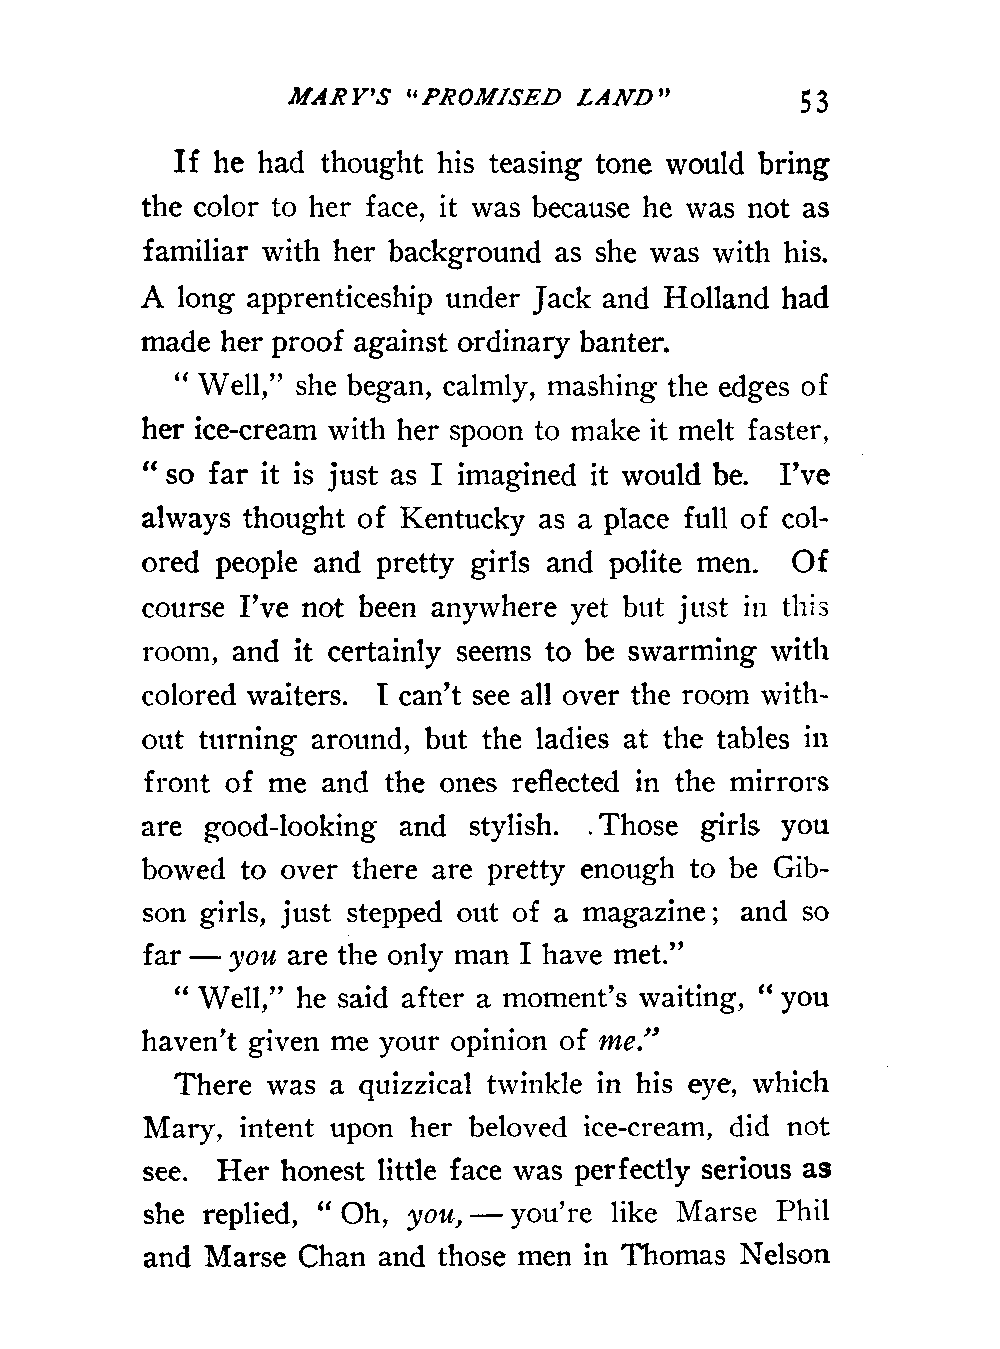 MARY'S "PROMISED LAND" 53
If he had thought his teasing tone would bring
the color to her face, it was because he was not as
familiar with her background as she was with his.
A long apprenticeship under Jack and Holland had
made her proof against ordinary banter.
" Well," she began, calmly, mashing the edges of
her ice-cream with her spoon to make it melt faster,
" so far it is just as I imagined it would be. I've
always thought of Kentucky as a place full of col-
ored people and pretty girls and polite men. Of
course I've not been anywhere yet but just in this
room, and it certainly seems to be swarming with
colored waiters. I can't see all over the room with-
out turning around, but the ladies at the tables in
front of me and the ones reflected in the mirrors
are good-looking and stylish. .Those girls you
bowed to over there are pretty enough to be Gib-
son girls, just stepped out of a magazine; and so
far — you are the only man I have met."
" Well," he said after a moment's waiting, " you
haven't given me your opinion of me."
There was a quizzical twinkle in his eye, which
Mary, intent upon her beloved ice-cream, did not
see. Her honest little face was perfectly serious as
she replied, " Oh, you, — you're like Marse Phil
and Marse Chan and those men in Thomas Nelson